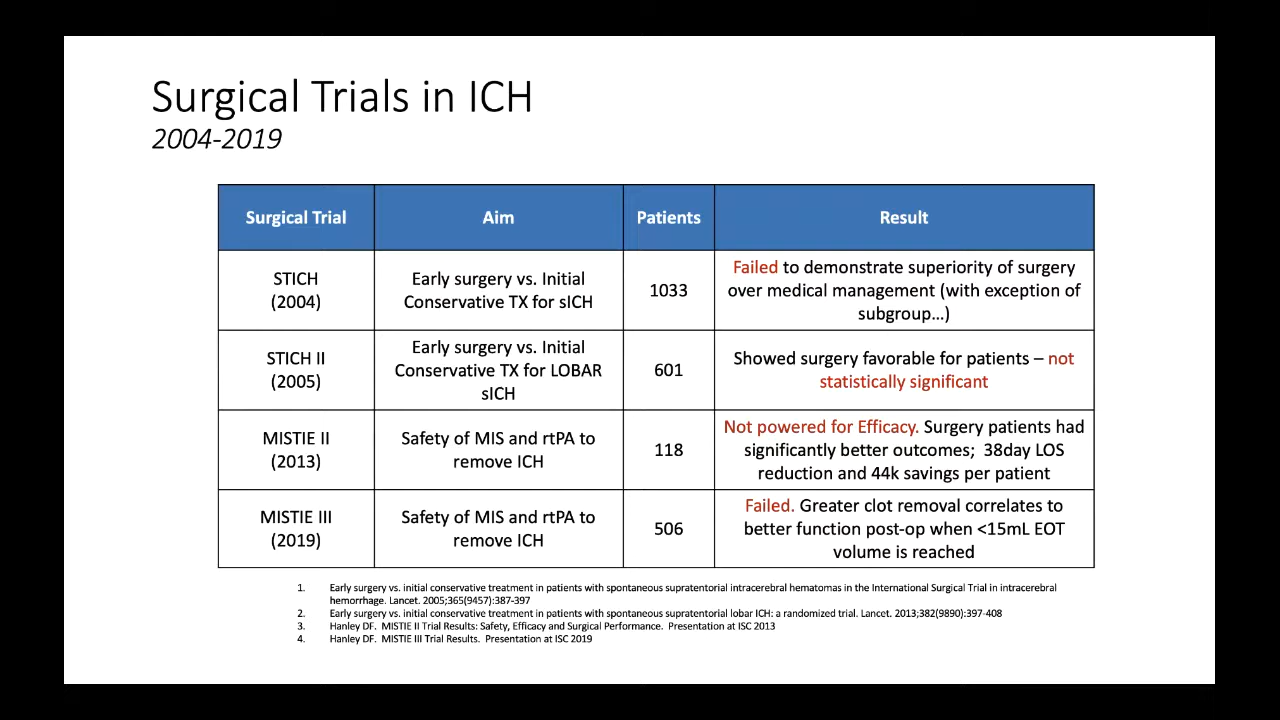 Surgical Trials in ICH
2004-2019
Surgical Trial
Aim
Patients
Result
STICH
(2004)
Early surgery vs. Initial
Conservative TX for sICH
1033
Failed to demonstrate superiority of surgery
over medical management (with exception of
subgroup...)
STICH II
(2005)
Early surgery vs. Initial
Conservative TX for LOBAR
sICH
601
Showed surgery favorable for patients – not
statistically significant
MISTIE II
(2013)
Safety of MIS and rtPA to
remove ICH
118
Not powered for Efficacy. Surgery patients had
significantly better outcomes; 38day LOS
reduction and 44k savings per patient
MISTIE III
(2019)
Safety of MIS and rtPA to
remove ICH
506
Failed. Greater clot removal correlates to
better function post-op when <15mL EOT
volume is reached
1. Early surgery vs. initial conservative treatment in patients with spontaneous supratentorial intracerebral hematomas in the International Surgical Trial in intracerebral
hemorrhage. Lancet. 2005;365(9457):387-397
2. Early surgery vs. initial conservative treatment in patients with spontaneous supratentorial lobar ICH: a randomized trial. Lancet. 2013;382(9890):397-408
3. Hanley DF. MISTIE II Trial Results: Safety, Efficacy and Surgical Performance. Presentation at ISC 2013
4. Hanley DF. MISTIE III Trial Results. Presentation at ISC 2019